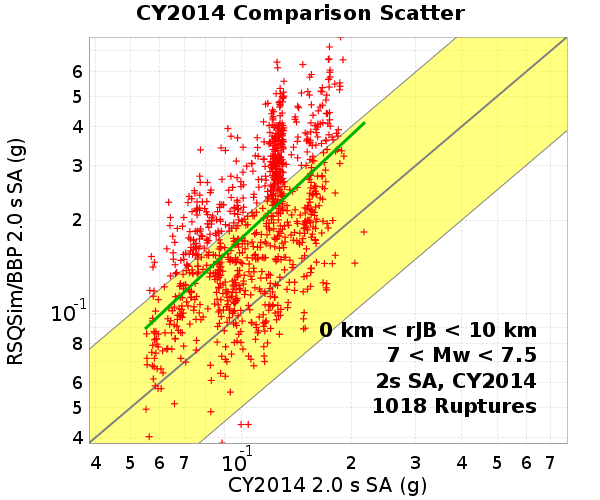 CY2014 Comparison Scatter
RSQSim/BBP 2.0 s SA (g)
6
5
4
3
2
10^-1
8
7
6
5
4
0 km < rJB < 10 km
7 < Mw < 7.5
2s SA, CY2014
1018 Ruptures
4 5 6 7 10^-1 2 3 4 5 6 7
CY2014 2.0 s SA (g)